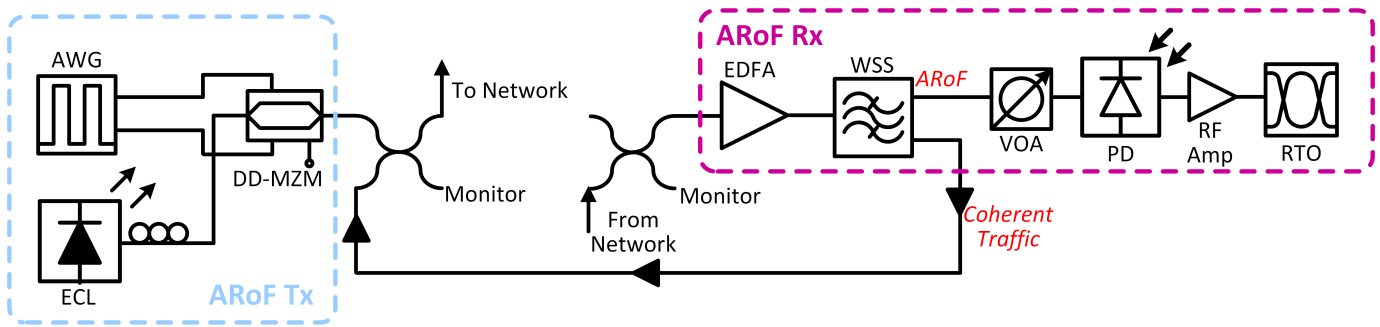 AWG
DD-MZM
ECL
ARoF Tx
To Network
Monitor
From
Network
Monitor
ARoF Rx
EDFA
WSS
ARoF
Coherent
Traffic
VOA
PD
RF
Amp
RTO